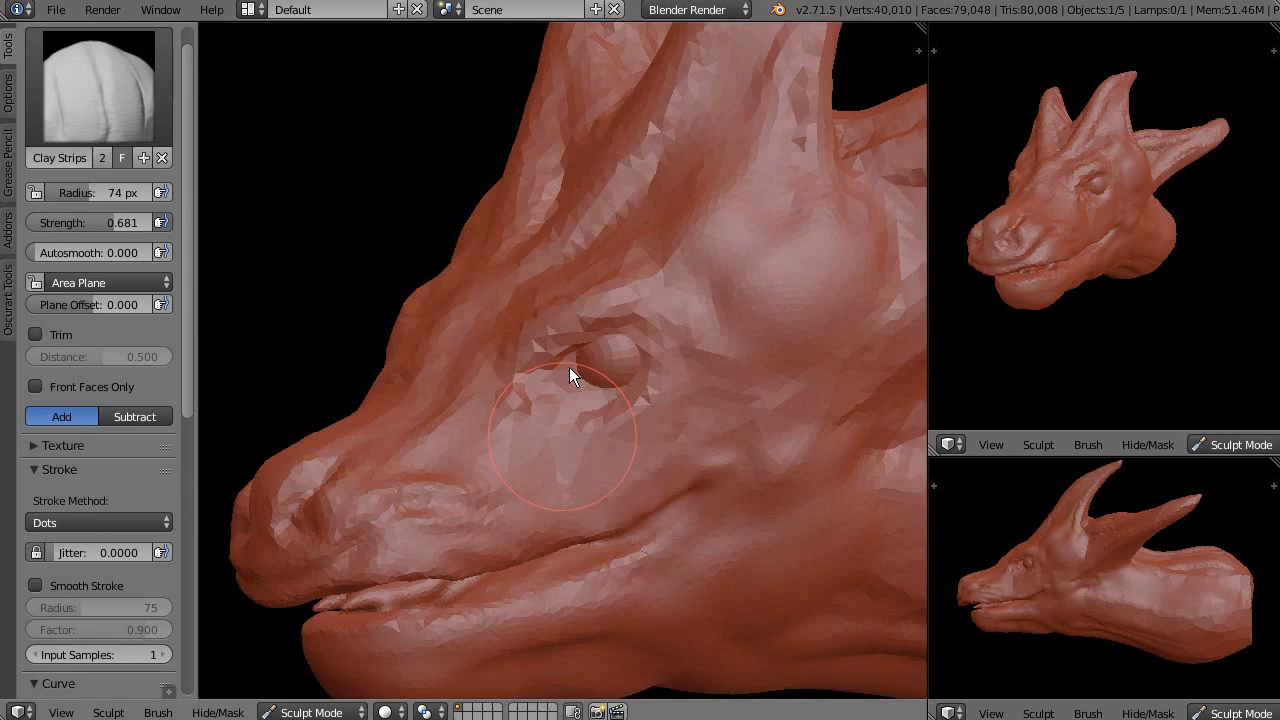 File Render Window Help Default Scene Blender Render v2.71.5 | Verts:40,010 | Faces:79,048 | Tris:80,008 | Objects:1/5 | Lamps:0/1 | Mem:51.46M | P
Tools
Options
Grease Pencil
Addons
Oscurart Tools
Clay Strips 2 F
Radius: 74 px
Strength: 0.681
Autosmooth: 0.000
Area Plane
Plane Offset: 0.000
Trim
Distance: 0.500
Front Faces Only
Add Subtract
Texture
Stroke
Stroke Method:
Dots
Jitter: 0.0000
Smooth Stroke
Radius: 75
Factor: 0.900
Input Samples: 1
Curve
View Sculpt Brush Hide/Mask Sculpt Mode
View Sculpt Brush Hide/Mask Sculpt Mode
View Sculpt Brush Hide/Mask Sculpt Mode